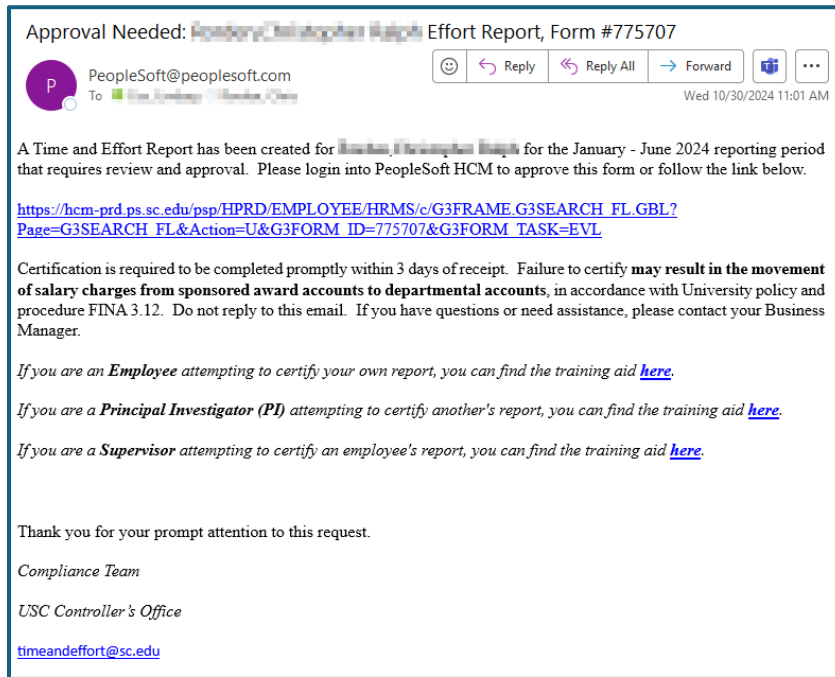 Approval Needed: Effort Report, Form #775707
P
PeopleSoft@peoplesoft.com
To
Reply
Reply All
Forward
Wed 10/30/2024 11:01 AM
A Time and Effort Report has been created for for the January - June 2024 reporting period
that requires review and approval. Please login into PeopleSoft HCM to approve this form or follow the link below.
https://hcm-prd.ps.sc.edu/psp/HPRD/EMPLOYEE/HRMS/c/G3FRAME.G3SEARCH_FL.GBL?
Page=G3SEARCH_FL&Action=U&G3FORM_ID=775707&G3FORM_TASK=EVL
Certification is required to be completed promptly within 3 days of receipt. Failure to certify may result in the movement
of salary charges from sponsored award accounts to departmental accounts, in accordance with University policy and
procedure FINA 3.12. Do not reply to this email. If you have questions or need assistance, please contact your Business
Manager.
If you are an Employee attempting to certify your own report, you can find the training aid here.
If you are a Principal Investigator (PI) attempting to certify another's report, you can find the training aid here.
If you are a Supervisor attempting to certify an employee's report, you can find the training aid here.
Thank you for your prompt attention to this request.
Compliance Team
USC Controller's Office
timeandeffort@sc.edu